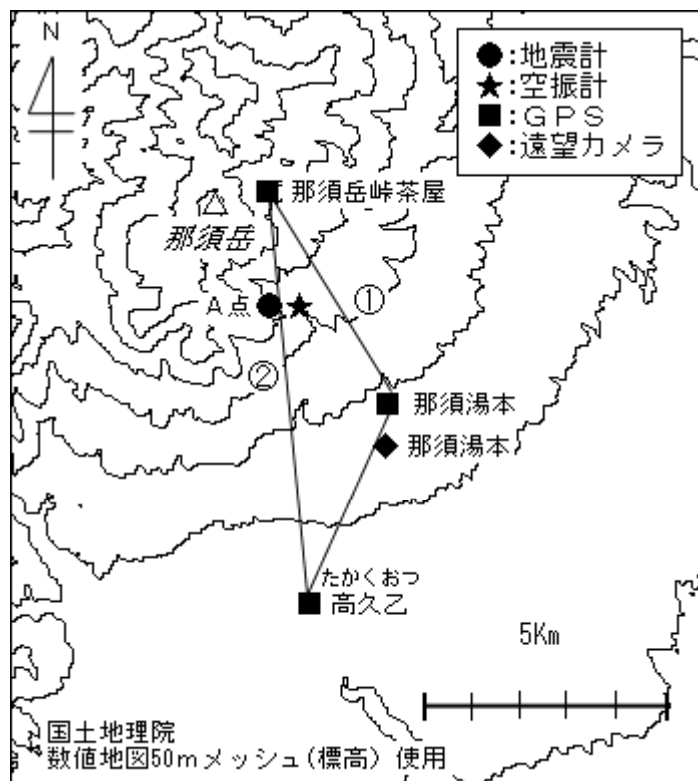 N
●:地震計
★:空振計
■:GPS
◆:遠望カメラ
那須岳峠茶屋
那須岳
A点
①
②
那須湯本
那須湯本
たかくおつ
高久乙
5Km
国土地理院
数値地図50mメッシュ(標高) 使用